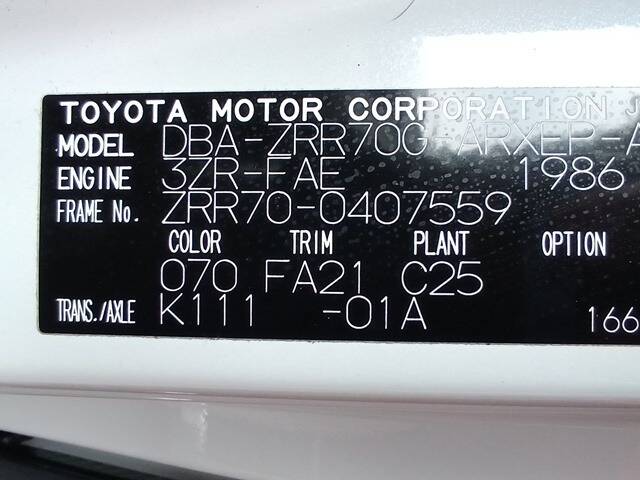 TOYOTA MOTOR CORPORATION J
MODEL DBA-ZRR70G-ARXEP-A
ENGINE 3ZR-FAE 1986
FRAME No. ZRR70-0407559
COLOR TRIM PLANT OPTION
070 FA21 C25
TRANS./AXLE K111 -01A 166